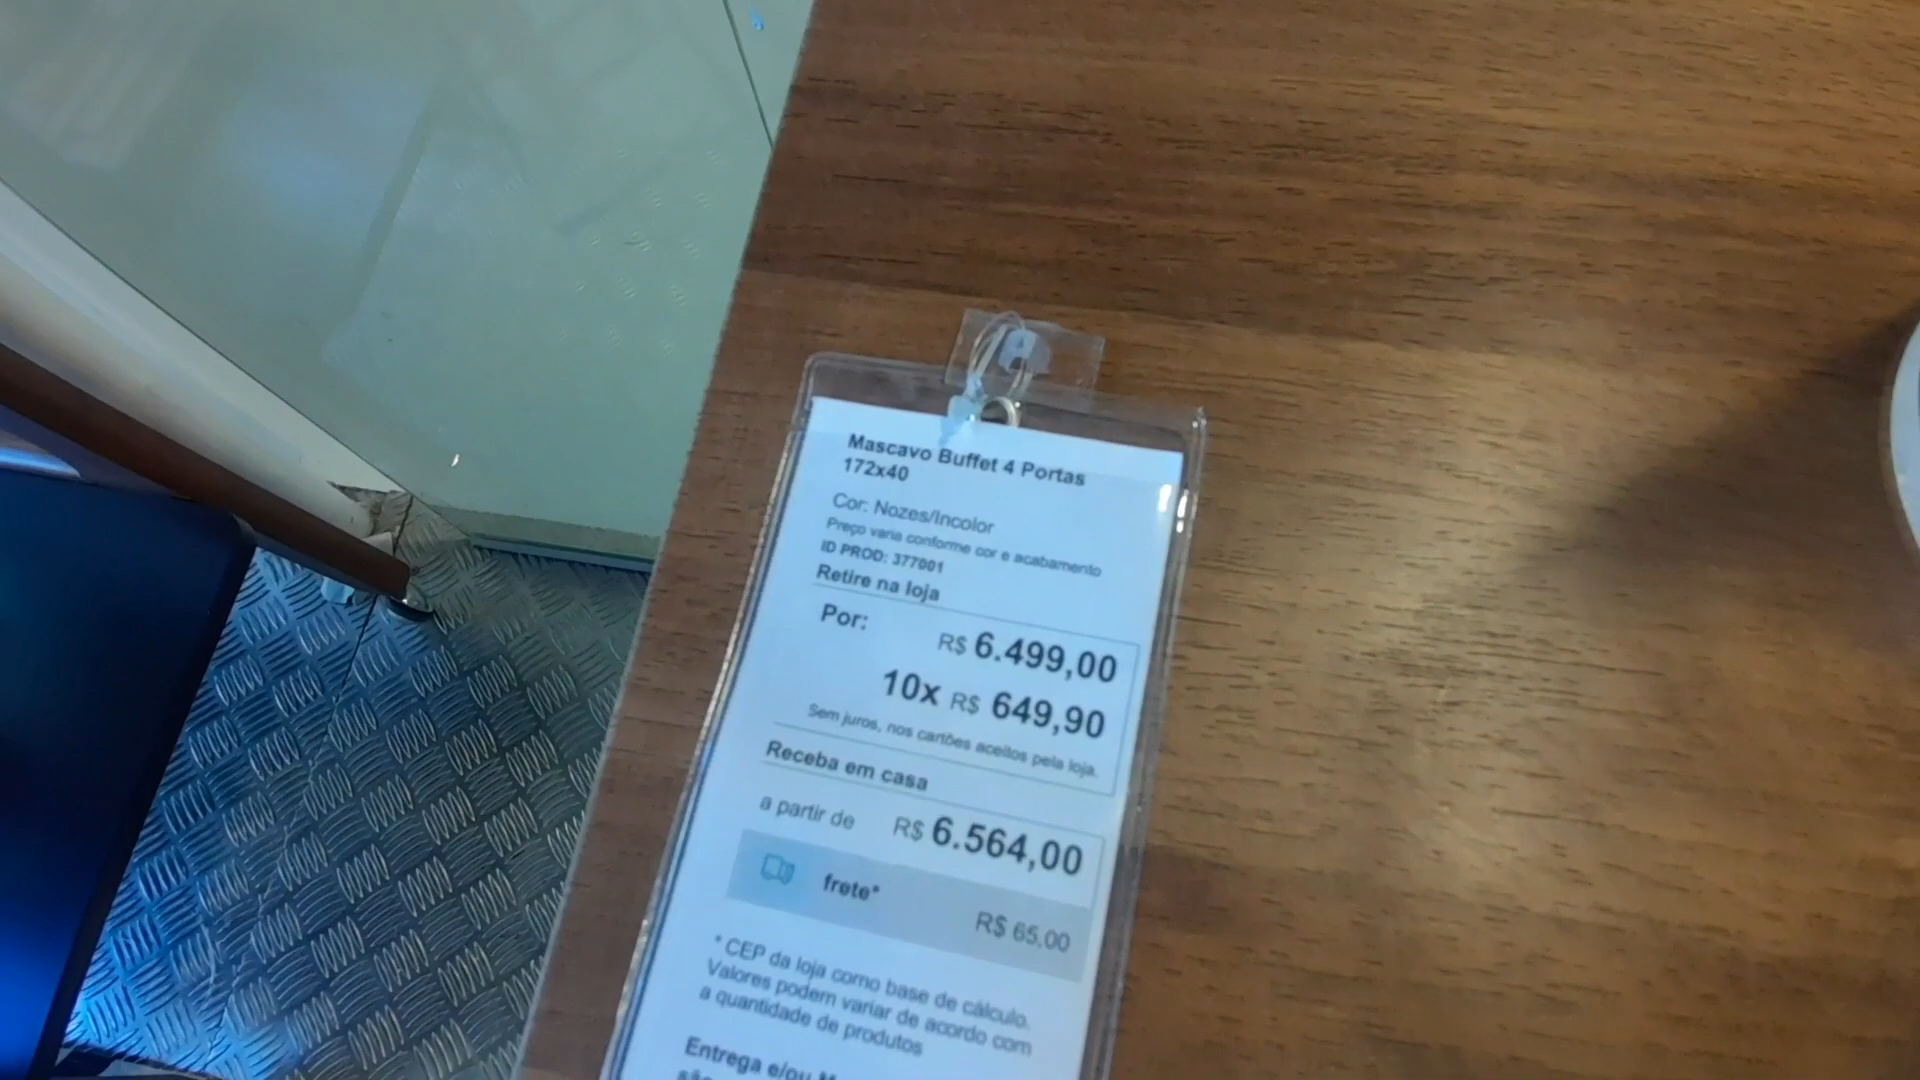 Mascavo Buffet 4 Portas
172x40
Cor: Nozes/Incolor
Preço varia conforme cor e acabamento
ID PROD: 377001
Retire na loja
Por:
R$ 6.499,00
10x R$ 649,90
Sem juros, nos cartões aceitos pela loja.
Receba em casa
a partir de R$ 6.564,00
frete* R$ 65,00
* CEP da loja como base de cálculo.
Valores podem variar de acordo com
a quantidade de produtos
Entrega e/ou